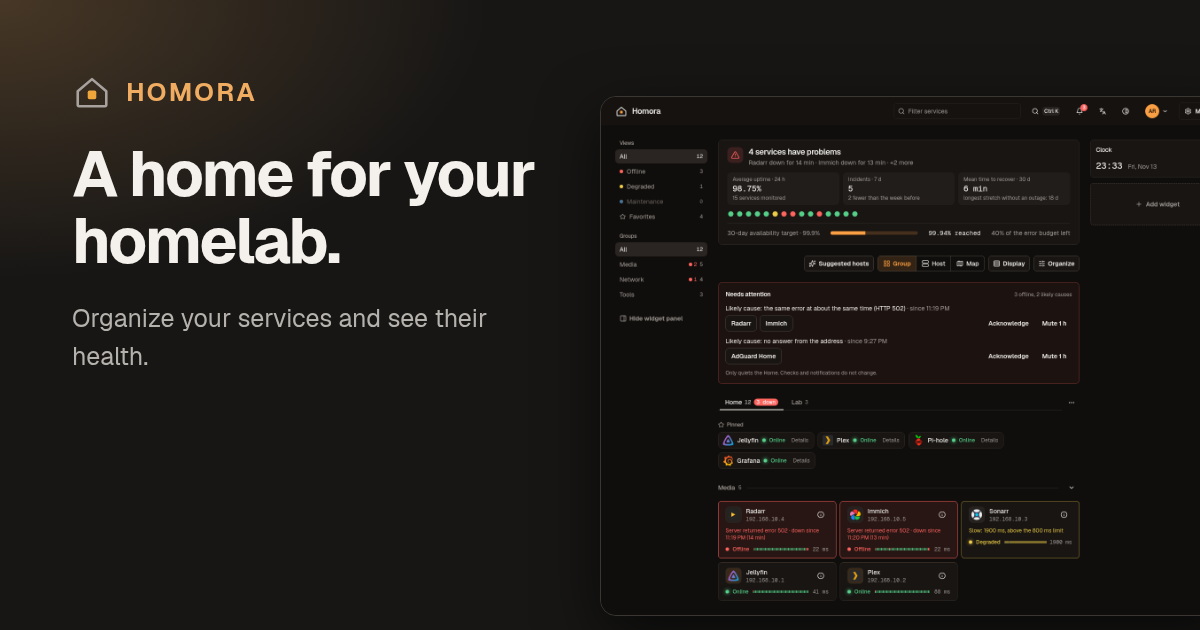 HOMORA
A home for your
homelab.
Organize your services and see their
health.
Homora
Filter services
Ctrl K
AR
Views
All 12
Offline 3
Degraded 1
Maintenance 0
Favorites 4
Groups
All 12
Media 2 5
Network 1 4
Tools 3
Hide widget panel
4 services have problems
Radarr down for 14 min · Immich down for 13 min · +2 more
Average uptime · 24 h
98.75%
15 services monitored
Incidents · 7 d
5
2 fewer than the week before
Mean time to recover · 30 d
6 min
longest stretch without an outage: 18 d
30-day availability target · 99.9%
99.94% reached
40% of the error budget left
Suggested hosts
Group
Host
Map
Display
Organize
Needs attention
3 offline, 2 likely causes
Likely cause: the same error at about the same time (HTTP 502) · since 11:19 PM
Radarr
Immich
Acknowledge
Mute 1 h
Likely cause: no answer from the address · since 9:27 PM
AdGuard Home
Acknowledge
Mute 1 h
Only quiets the Home. Checks and notifications do not change.
Home 12 3 down
Lab 3
Pinned
Jellyfin Online Details
Plex Online Details
Pi-hole Online Details
Grafana Online Details
Media 5
Radarr
192.168.10.4
Server returned error 502 · down since
11:19 PM (14 min)
Offline 22 ms
Immich
192.168.10.5
Server returned error 502 · down since
11:20 PM (13 min)
Offline 22 ms
Sonarr
192.168.10.3
Slow: 1900 ms, above the 800 ms limit
Degraded 1900 ms
Jellyfin
192.168.10.1
Online 41 ms
Plex
192.168.10.2
Online
Clock
23:33 Fri, Nov 13
Add widget